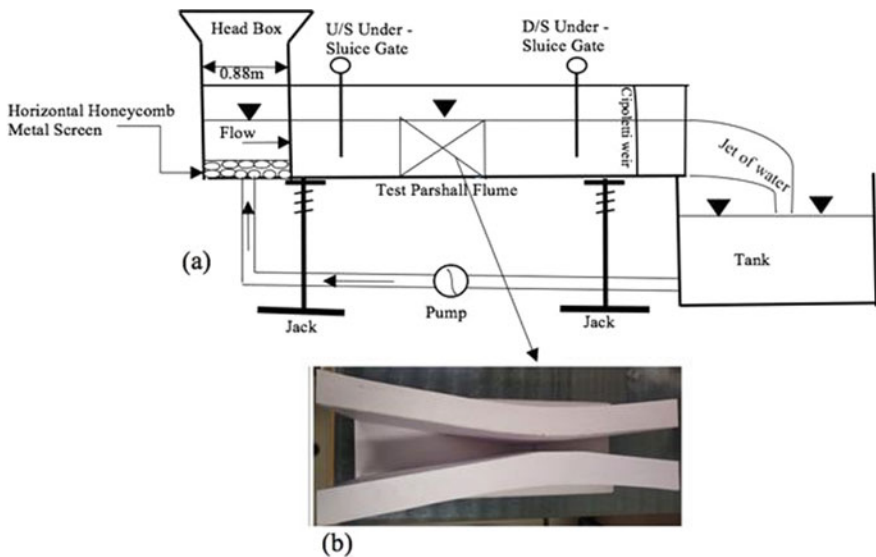 Head Box
0.88m
U/S Under -
Sluice Gate
D/S Under -
Sluice Gate
Horizontal Honeycomb
Metal Screen
Flow
Cipoletti weir
Jet of water
Test Parshall Flume
Tank
(a)
Pump
Jack
Jack
(b)